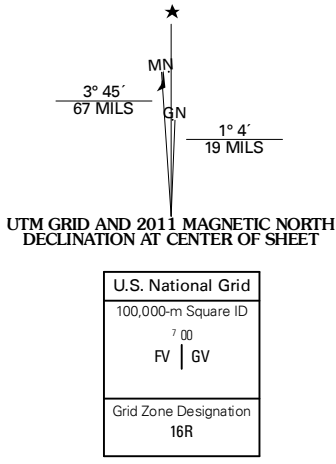 ★
MN
3° 45´
67 MILS
GN
1° 4´
19 MILS
UTM GRID AND 2011 MAGNETIC NORTH
DECLINATION AT CENTER OF SHEET
U.S. National Grid
100,000-m Square ID
7 00
FV | GV
Grid Zone Designation
16R